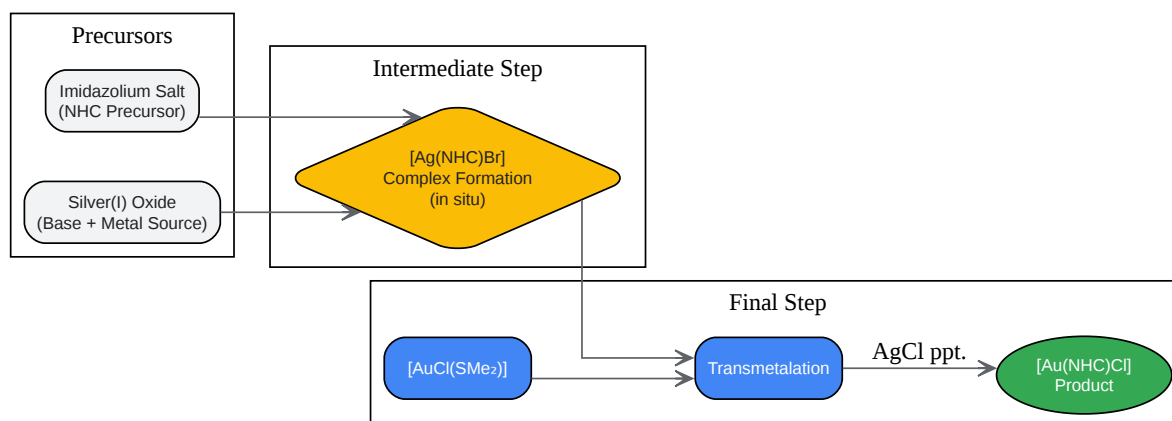 Precursors
Imidazolium Salt
(NHC Precursor)
Silver(I) Oxide
(Base + Metal Source)
Intermediate Step
[Ag(NHC)Br]
Complex Formation
(in situ)
Final Step
[AuCl(SMe₂)]
Transmetalation
AgCl ppt.
[Au(NHC)Cl]
Product